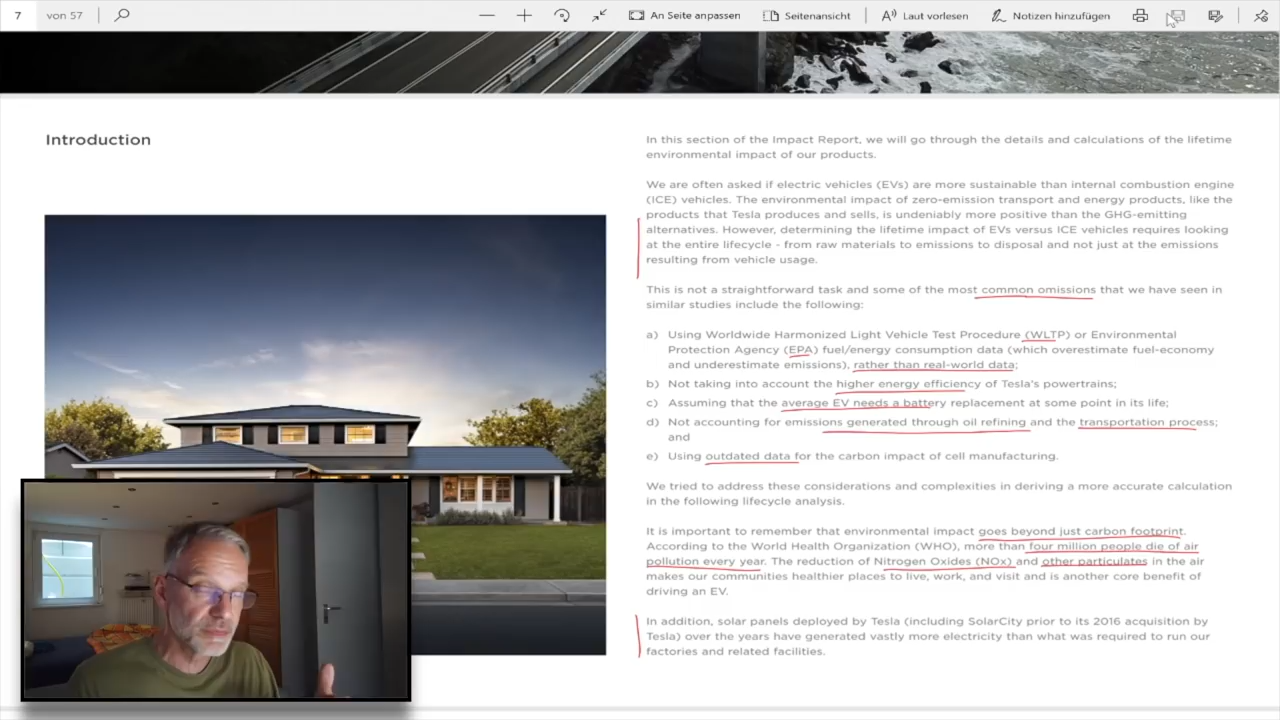 7 von 57 An Seite anpassen Seitenansicht Laut vorlesen Notizen hinzufügen
Introduction
In this section of the Impact Report, we will go through the details and calculations of the lifetime
environmental impact of our products.
We are often asked if electric vehicles (EVs) are more sustainable than internal combustion engine
(ICE) vehicles. The environmental impact of zero-emission transport and energy products, like the
products that Tesla produces and sells, is undeniably more positive than the GHG-emitting
alternatives. However, determining the lifetime impact of EVs versus ICE vehicles requires looking
at the entire lifecycle - from raw materials to emissions to disposal and not just at the emissions
resulting from vehicle usage.
This is not a straightforward task and some of the most common omissions that we have seen in
similar studies include the following:
a) Using Worldwide Harmonized Light Vehicle Test Procedure (WLTP) or Environmental
Protection Agency (EPA) fuel/energy consumption data (which overestimate fuel-economy
and underestimate emissions), rather than real-world data;
b) Not taking into account the higher energy efficiency of Tesla's powertrains;
c) Assuming that the average EV needs a battery replacement at some point in its life;
d) Not accounting for emissions generated through oil refining and the transportation process;
and
e) Using outdated data for the carbon impact of cell manufacturing.
We tried to address these considerations and complexities in deriving a more accurate calculation
in the following lifecycle analysis.
It is important to remember that environmental impact goes beyond just carbon footprint.
According to the World Health Organization (WHO), more than four million people die of air
pollution every year. The reduction of Nitrogen Oxides (NOx) and other particulates in the air
makes our communities healthier places to live, work, and visit and is another core benefit of
driving an EV.
In addition, solar panels deployed by Tesla (including SolarCity prior to its 2016 acquisition by
Tesla) over the years have generated vastly more electricity than what was required to run our
factories and related facilities.